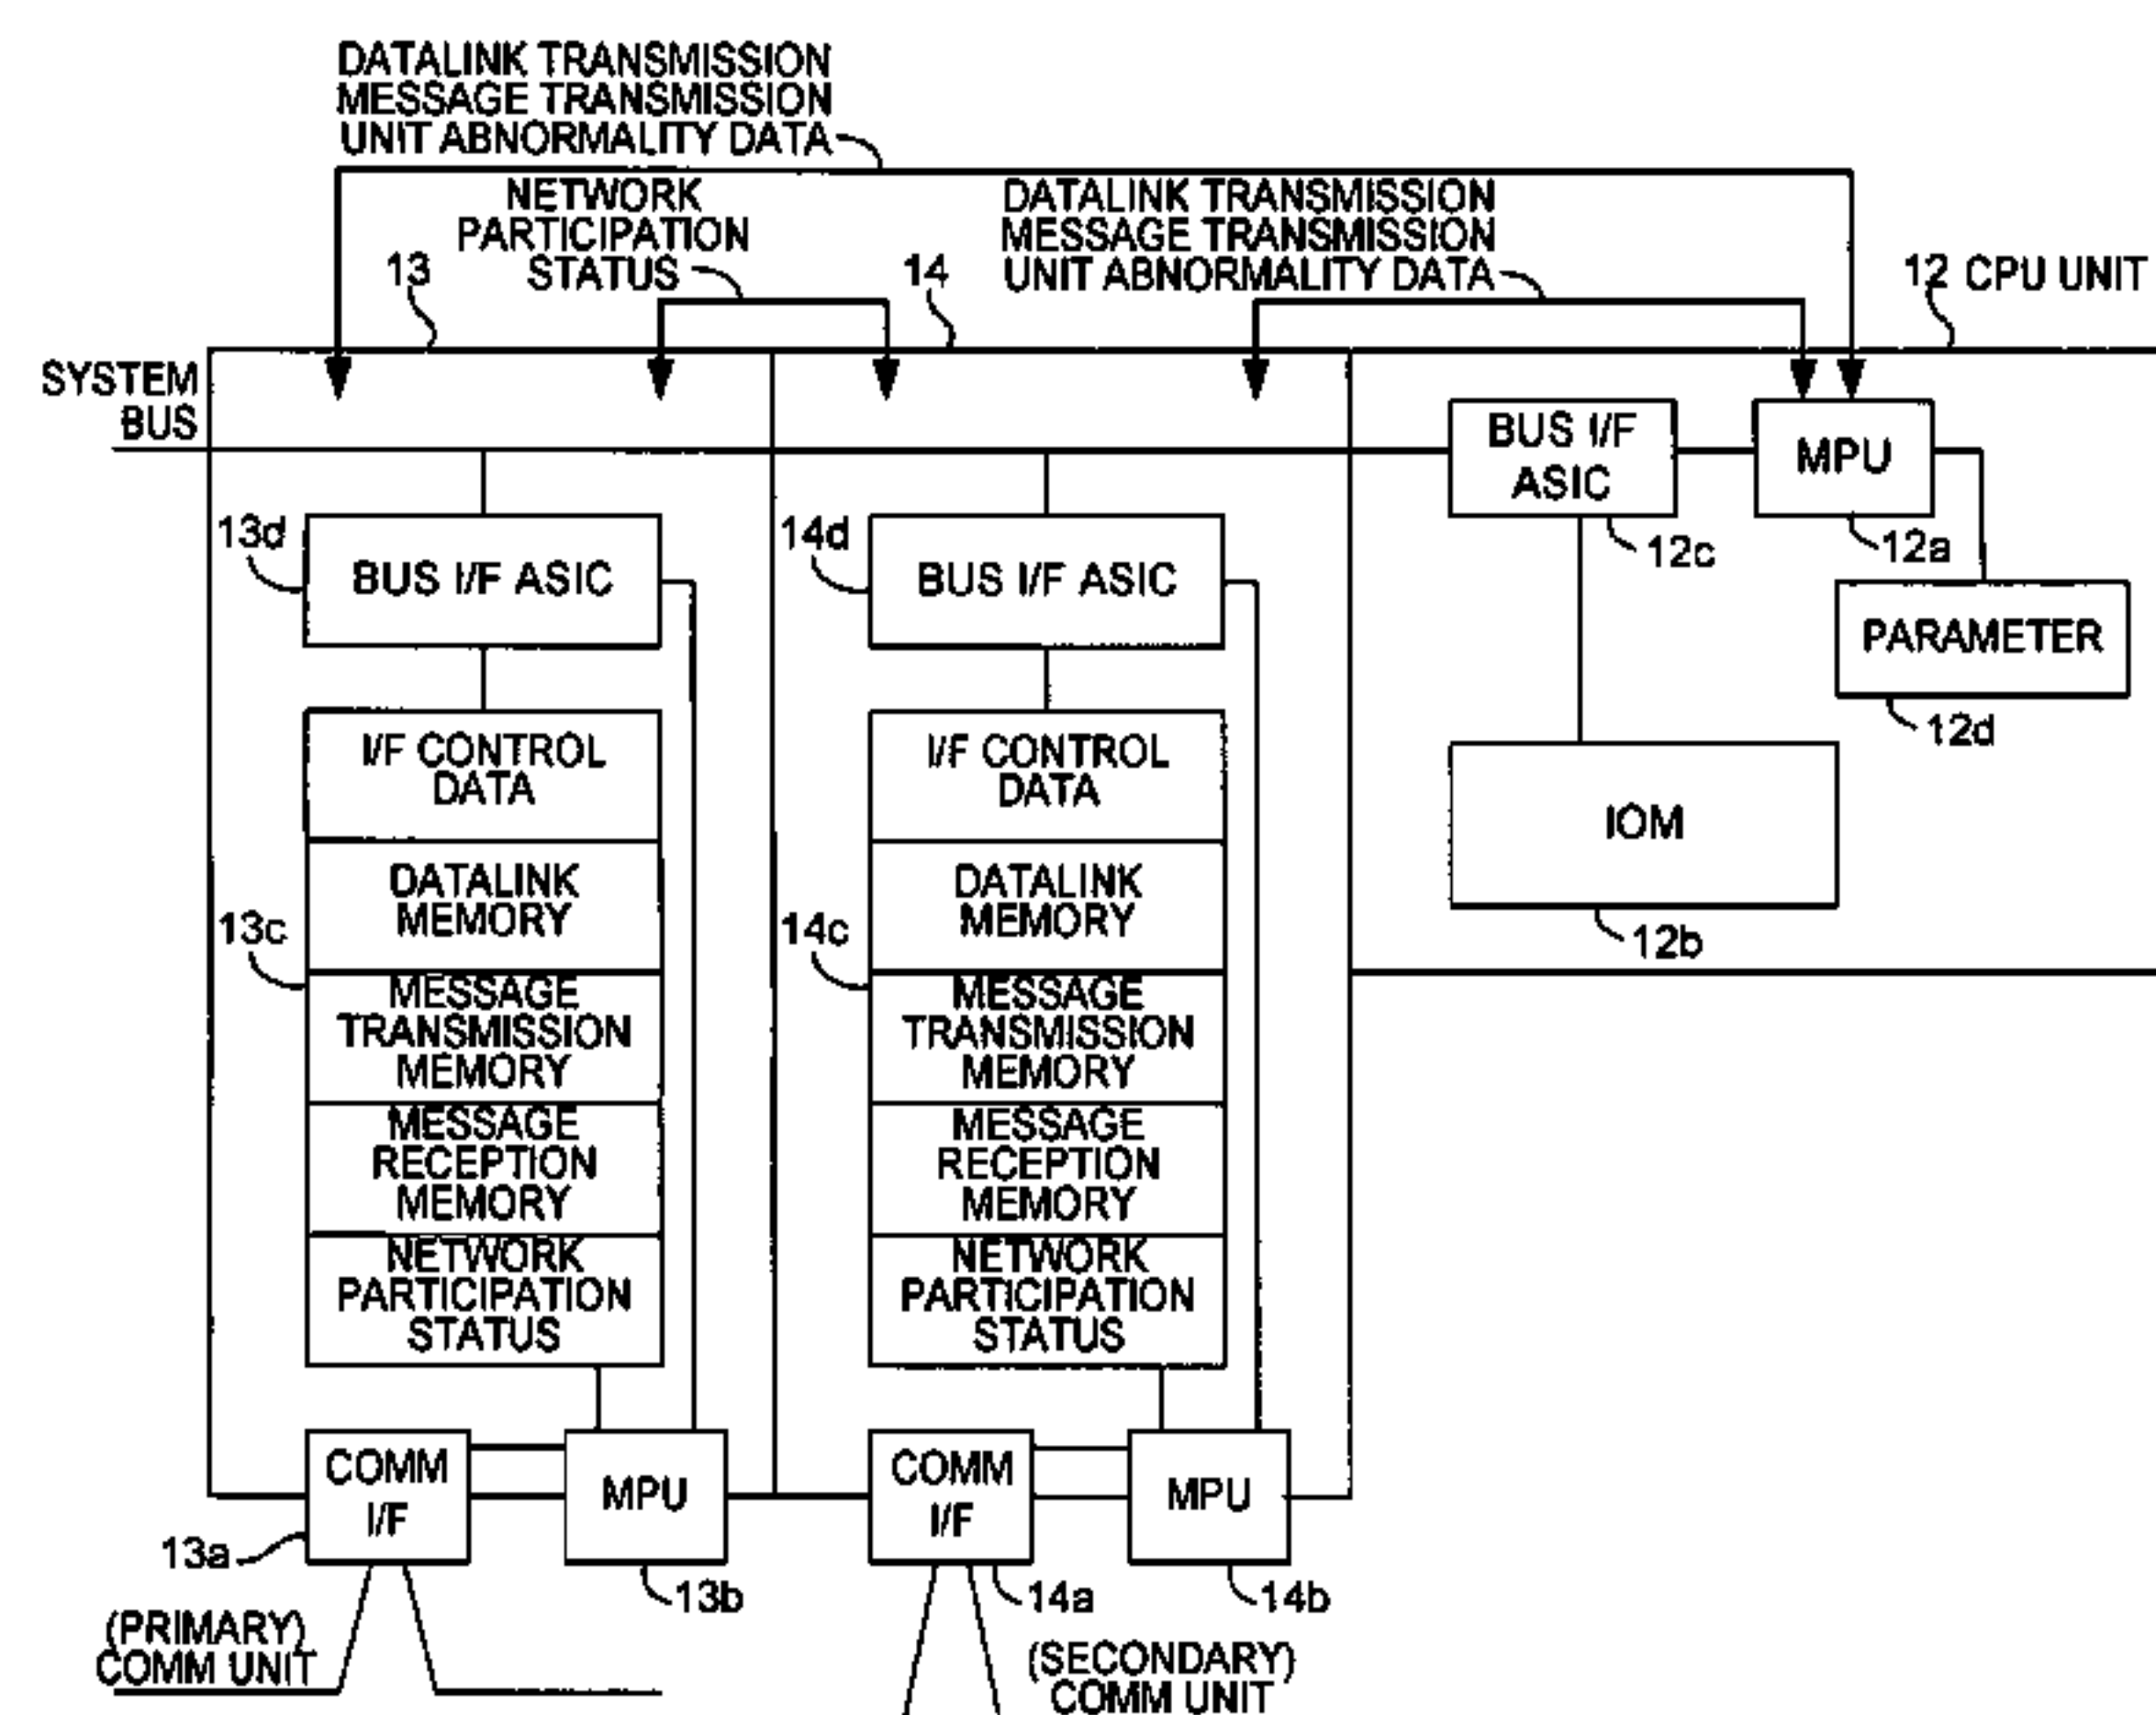 DATALINK TRANSMISSION
MESSAGE TRANSMISSION
UNIT ABNORMALITY DATA
NETWORK
PARTICIPATION
STATUS
DATALINK TRANSMISSION
MESSAGE TRANSMISSION
UNIT ABNORMALITY DATA
13
14
12 CPU UNIT
SYSTEM
BUS
BUS I/F
ASIC
12c
MPU
12a
PARAMETER
12d
IOM
12b
13d
BUS I/F ASIC
I/F CONTROL
DATA
DATALINK
MEMORY
13c
MESSAGE
TRANSMISSION
MEMORY
MESSAGE
RECEPTION
MEMORY
NETWORK
PARTICIPATION
STATUS
COMM
I/F
13a
MPU
13b
(PRIMARY)
COMM UNIT
14d
BUS I/F ASIC
I/F CONTROL
DATA
DATALINK
MEMORY
14c
MESSAGE
TRANSMISSION
MEMORY
MESSAGE
RECEPTION
MEMORY
NETWORK
PARTICIPATION
STATUS
COMM
I/F
14a
MPU
14b
(SECONDARY)
COMM UNIT